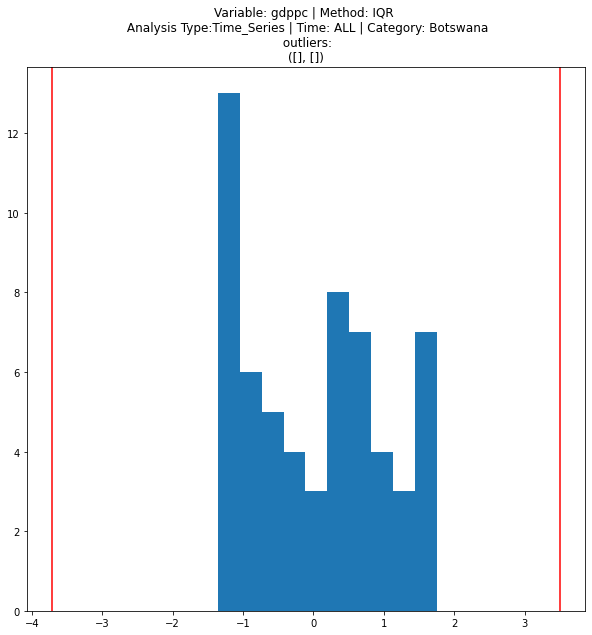 Variable: gdppc | Method: IQR
Analysis Type:Time_Series | Time: ALL | Category: Botswana
outliers:
([], [])
12
10
8
6
4
2
0
−4 −3 −2 −1 0 1 2 3